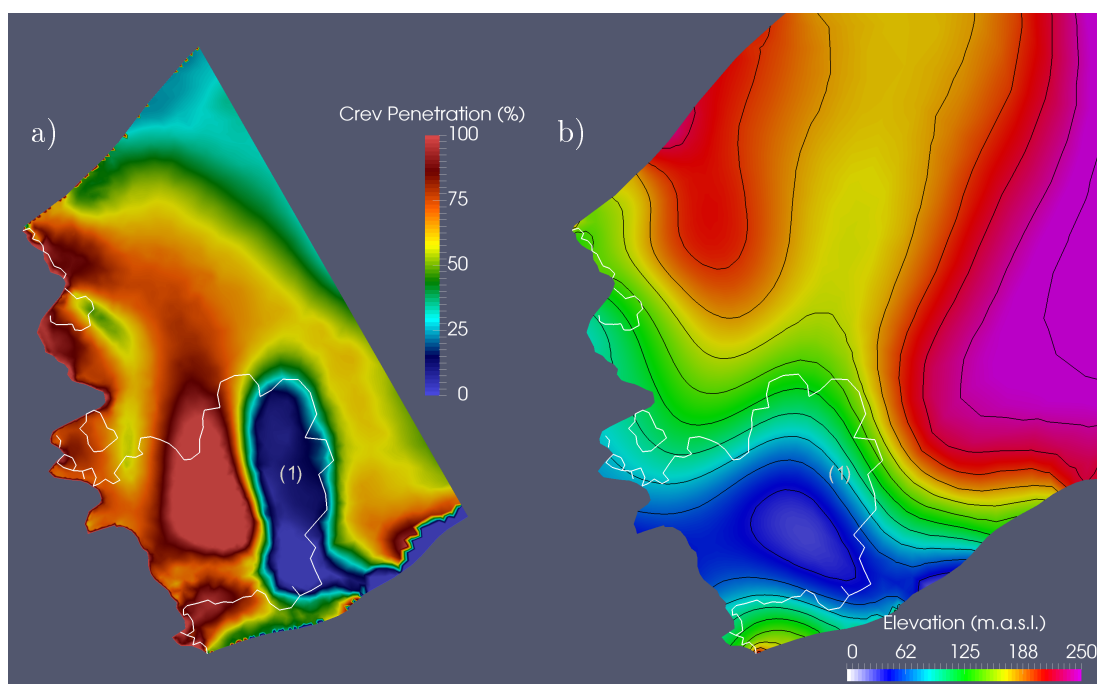 a)
Crev Penetration (%)
100
75
50
25
0
(1)
b)
(1)
Elevation (m.a.s.l.)
0 62 125 188 250